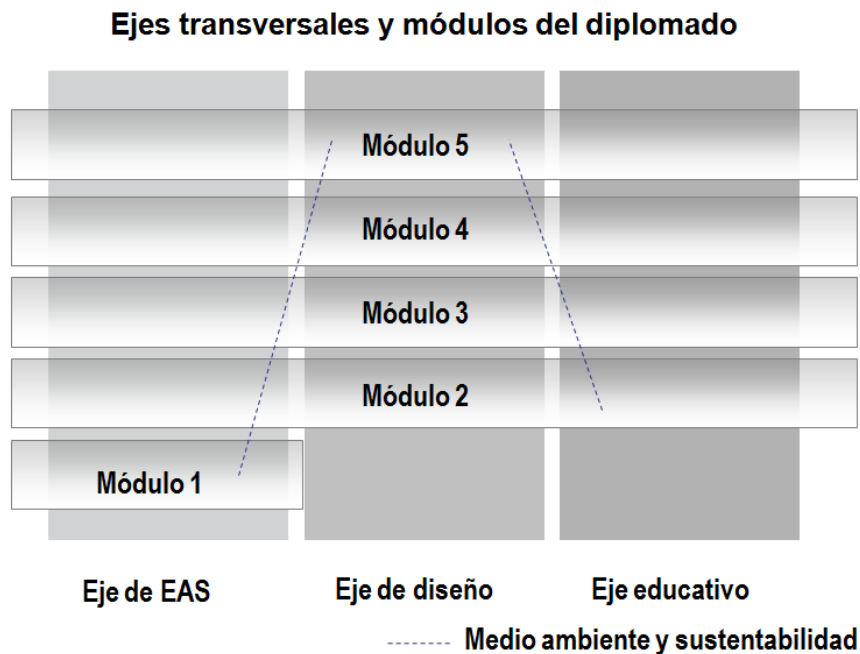 Ejes transversales y módulos del diplomado
Módulo 5
Módulo 4
Módulo 3
Módulo 2
Módulo 1
Eje de EAS
Eje de diseño
Eje educativo
Medio ambiente y sustentabilidad